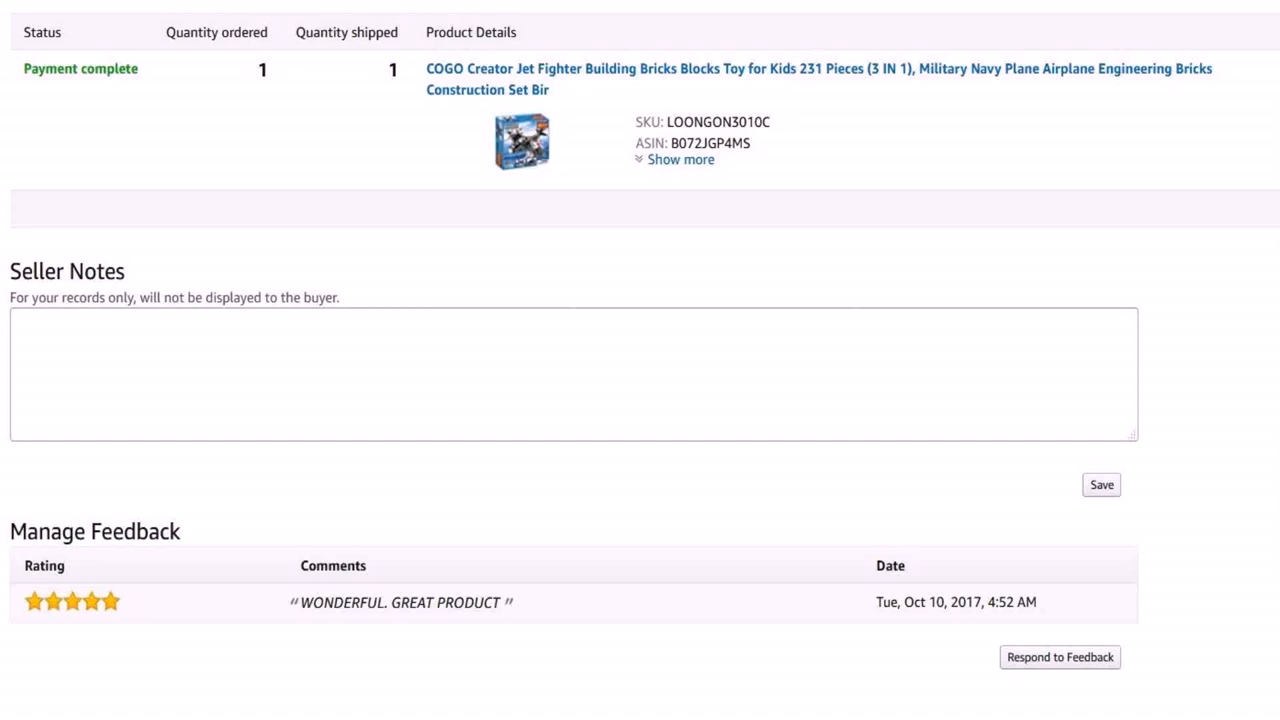 Status Quantity ordered Quantity shipped Product Details
Payment complete 1 1 COGO Creator Jet Fighter Building Bricks Blocks Toy for Kids 231 Pieces (3 IN 1), Military Navy Plane Airplane Engineering Bricks
Construction Set Bir
SKU: LOONGON3010C
ASIN: B072JGP4MS
Show more
Seller Notes
For your records only, will not be displayed to the buyer.
Save
Manage Feedback
Rating Comments Date
"WONDERFUL. GREAT PRODUCT " Tue, Oct 10, 2017, 4:52 AM
Respond to Feedback